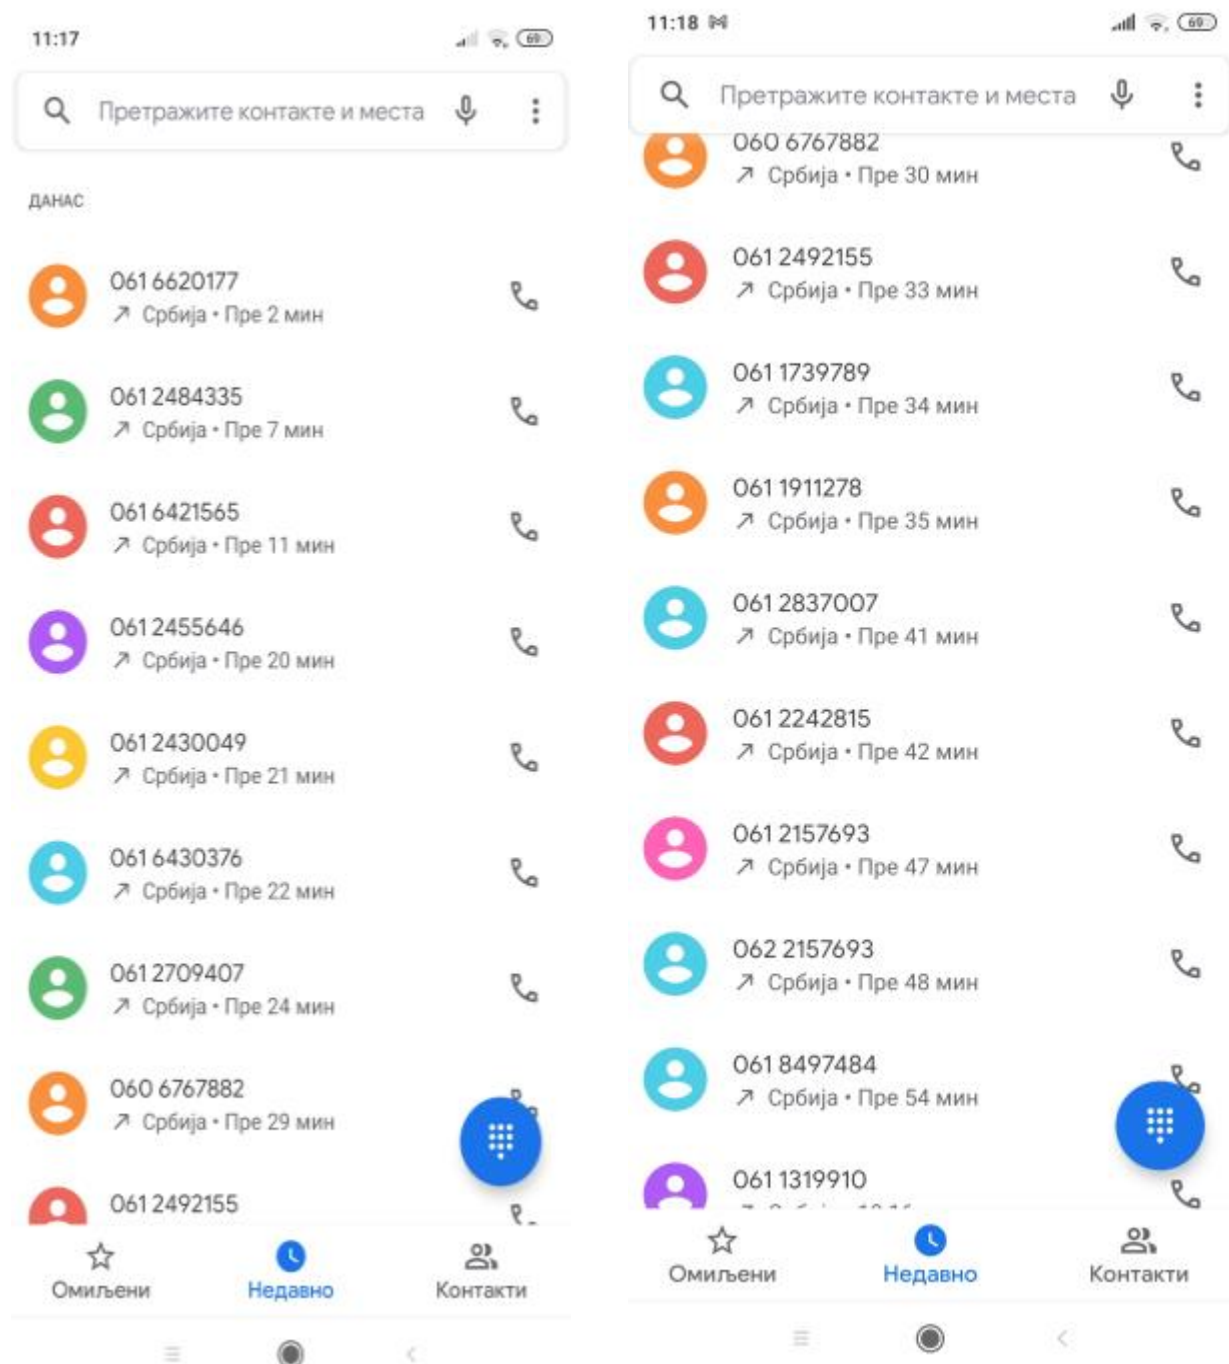 11:17
69
Претражите контакте и места
ДАНАС
061 6620177
Србија • Пре 2 мин
061 2484335
Србија • Пре 7 мин
061 6421565
Србија • Пре 11 мин
061 2455646
Србија • Пре 20 мин
061 2430049
Србија • Пре 21 мин
061 6430376
Србија • Пре 22 мин
061 2709407
Србија • Пре 24 мин
060 6767882
Србија • Пре 29 мин
061 2492155
Омиљени
Недавно
Контакти
11:18
69
Претражите контакте и места
060 6767882
Србија • Пре 30 мин
061 2492155
Србија • Пре 33 мин
061 1739789
Србија • Пре 34 мин
061 1911278
Србија • Пре 35 мин
061 2837007
Србија • Пре 41 мин
061 2242815
Србија • Пре 42 мин
061 2157693
Србија • Пре 47 мин
062 2157693
Србија • Пре 48 мин
061 8497484
Србија • Пре 54 мин
061 1319910
Омиљени
Недавно
Контакти